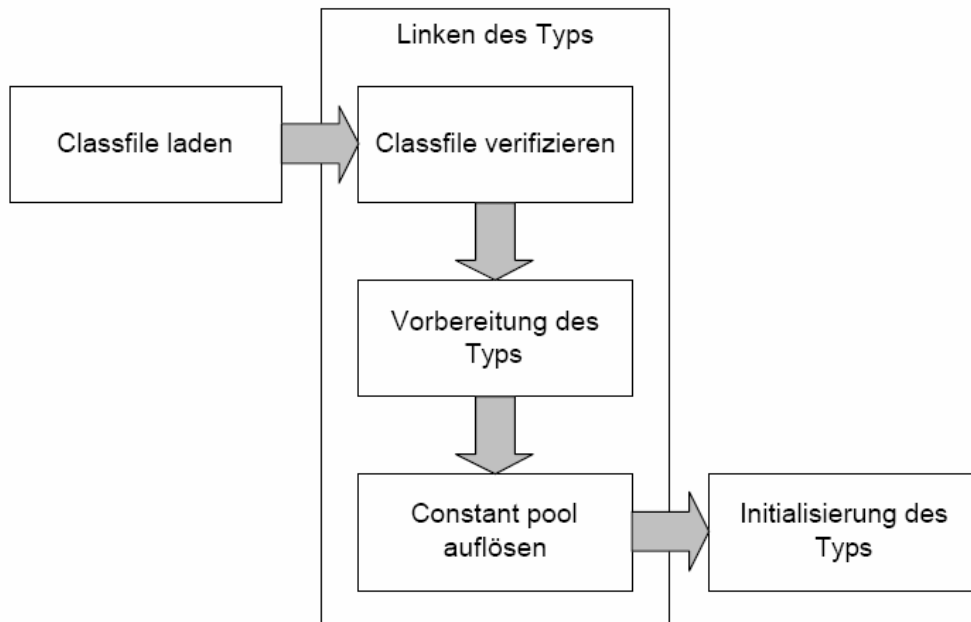 Linken des Typs
Classfile laden
Classfile verifizieren
Vorbereitung des
Typs
Constant pool
auflösen
Initialisierung des
Typs